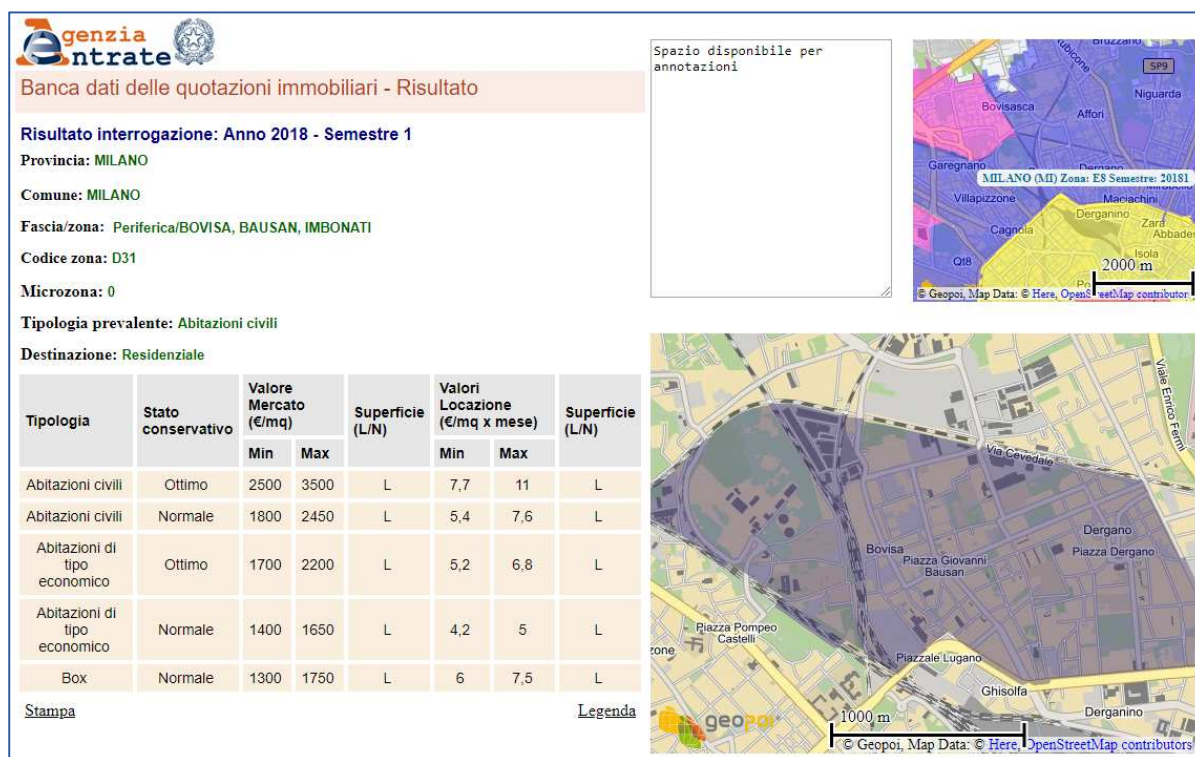 Agenzia
Entrate
Banca dati delle quotazioni immobiliari - Risultato
Risultato interrogazione: Anno 2018 - Semestre 1
Provincia: MILANO
Comune: MILANO
Fascia/zona: Periferica/BOVISA, BAUSAN, IMBONATI
Codice zona: D31
Microzona: 0
Tipologia prevalente: Abitazioni civili
Destinazione: Residenziale
Tipologia Stato conservativo Valore Mercato (€/mq) Superficie (L/N) Valori Locazione (€/mq x mese) Superficie (L/N)
Min Max Min Max
Abitazioni civili Ottimo 2500 3500 L 7,7 11 L
Abitazioni civili Normale 1800 2450 L 5,4 7,6 L
Abitazioni di tipo economico Ottimo 1700 2200 L 5,2 6,8 L
Abitazioni di tipo economico Normale 1400 1650 L 4,2 5 L
Box Normale 1300 1750 L 6 7,5 L
Stampa Legenda
Spazio disponibile per
annotazioni
Bruzzano
SP9
Niguarda
Bovisasca
Affori
Garegnano
Dergano
MILANO (MI) Zona: E8 Semestre: 20181
Villapizzone
Maciachini
Derganino
Cagnola
Zara
Isola
Qt8
2000 m
© Geopoi, Map Data: © Here, OpenStreetMap contributors
Viale Enrico Fermi
Via Cevedale
Dergano
Bovisa
Piazza Dergano
Piazza Giovanni
Bausan
Piazza Pompeo
Castelli
zone
Piazzale Lugano
Ghisolfa
Derganino
geopoi
1000 m
© Geopoi, Map Data: © Here, OpenStreetMap contributors